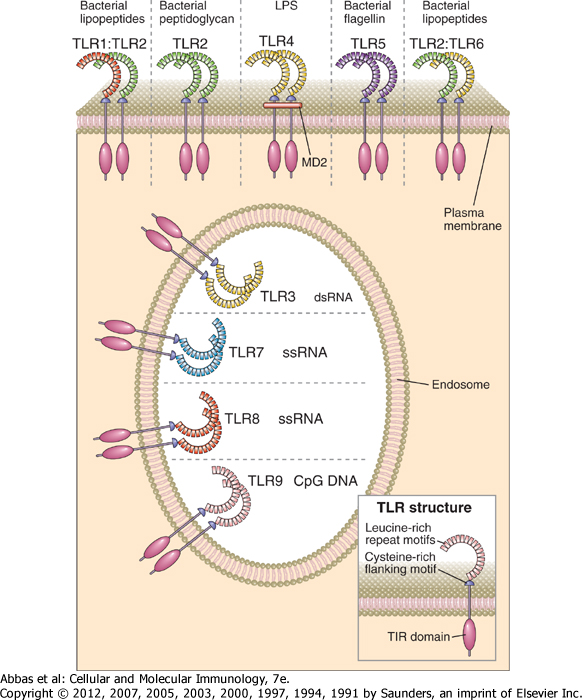 Bacterial
lipopeptides
Bacterial
peptidoglycan
LPS
Bacterial
flagellin
Bacterial
lipopeptides
TLR1:TLR2
TLR2
TLR4
TLR5
TLR2:TLR6
MD2
Plasma
membrane
TLR3 dsRNA
TLR7 ssRNA
Endosome
TLR8 ssRNA
TLR9 CpG DNA
TLR structure
Leucine-rich
repeat motifs
Cysteine-rich
flanking motif
TIR domain
Abbas et al: Cellular and Molecular Immunology, 7e.
Copyright © 2012, 2007, 2005, 2003, 2000, 1997, 1994, 1991 by Saunders, an imprint of Elsevier Inc.